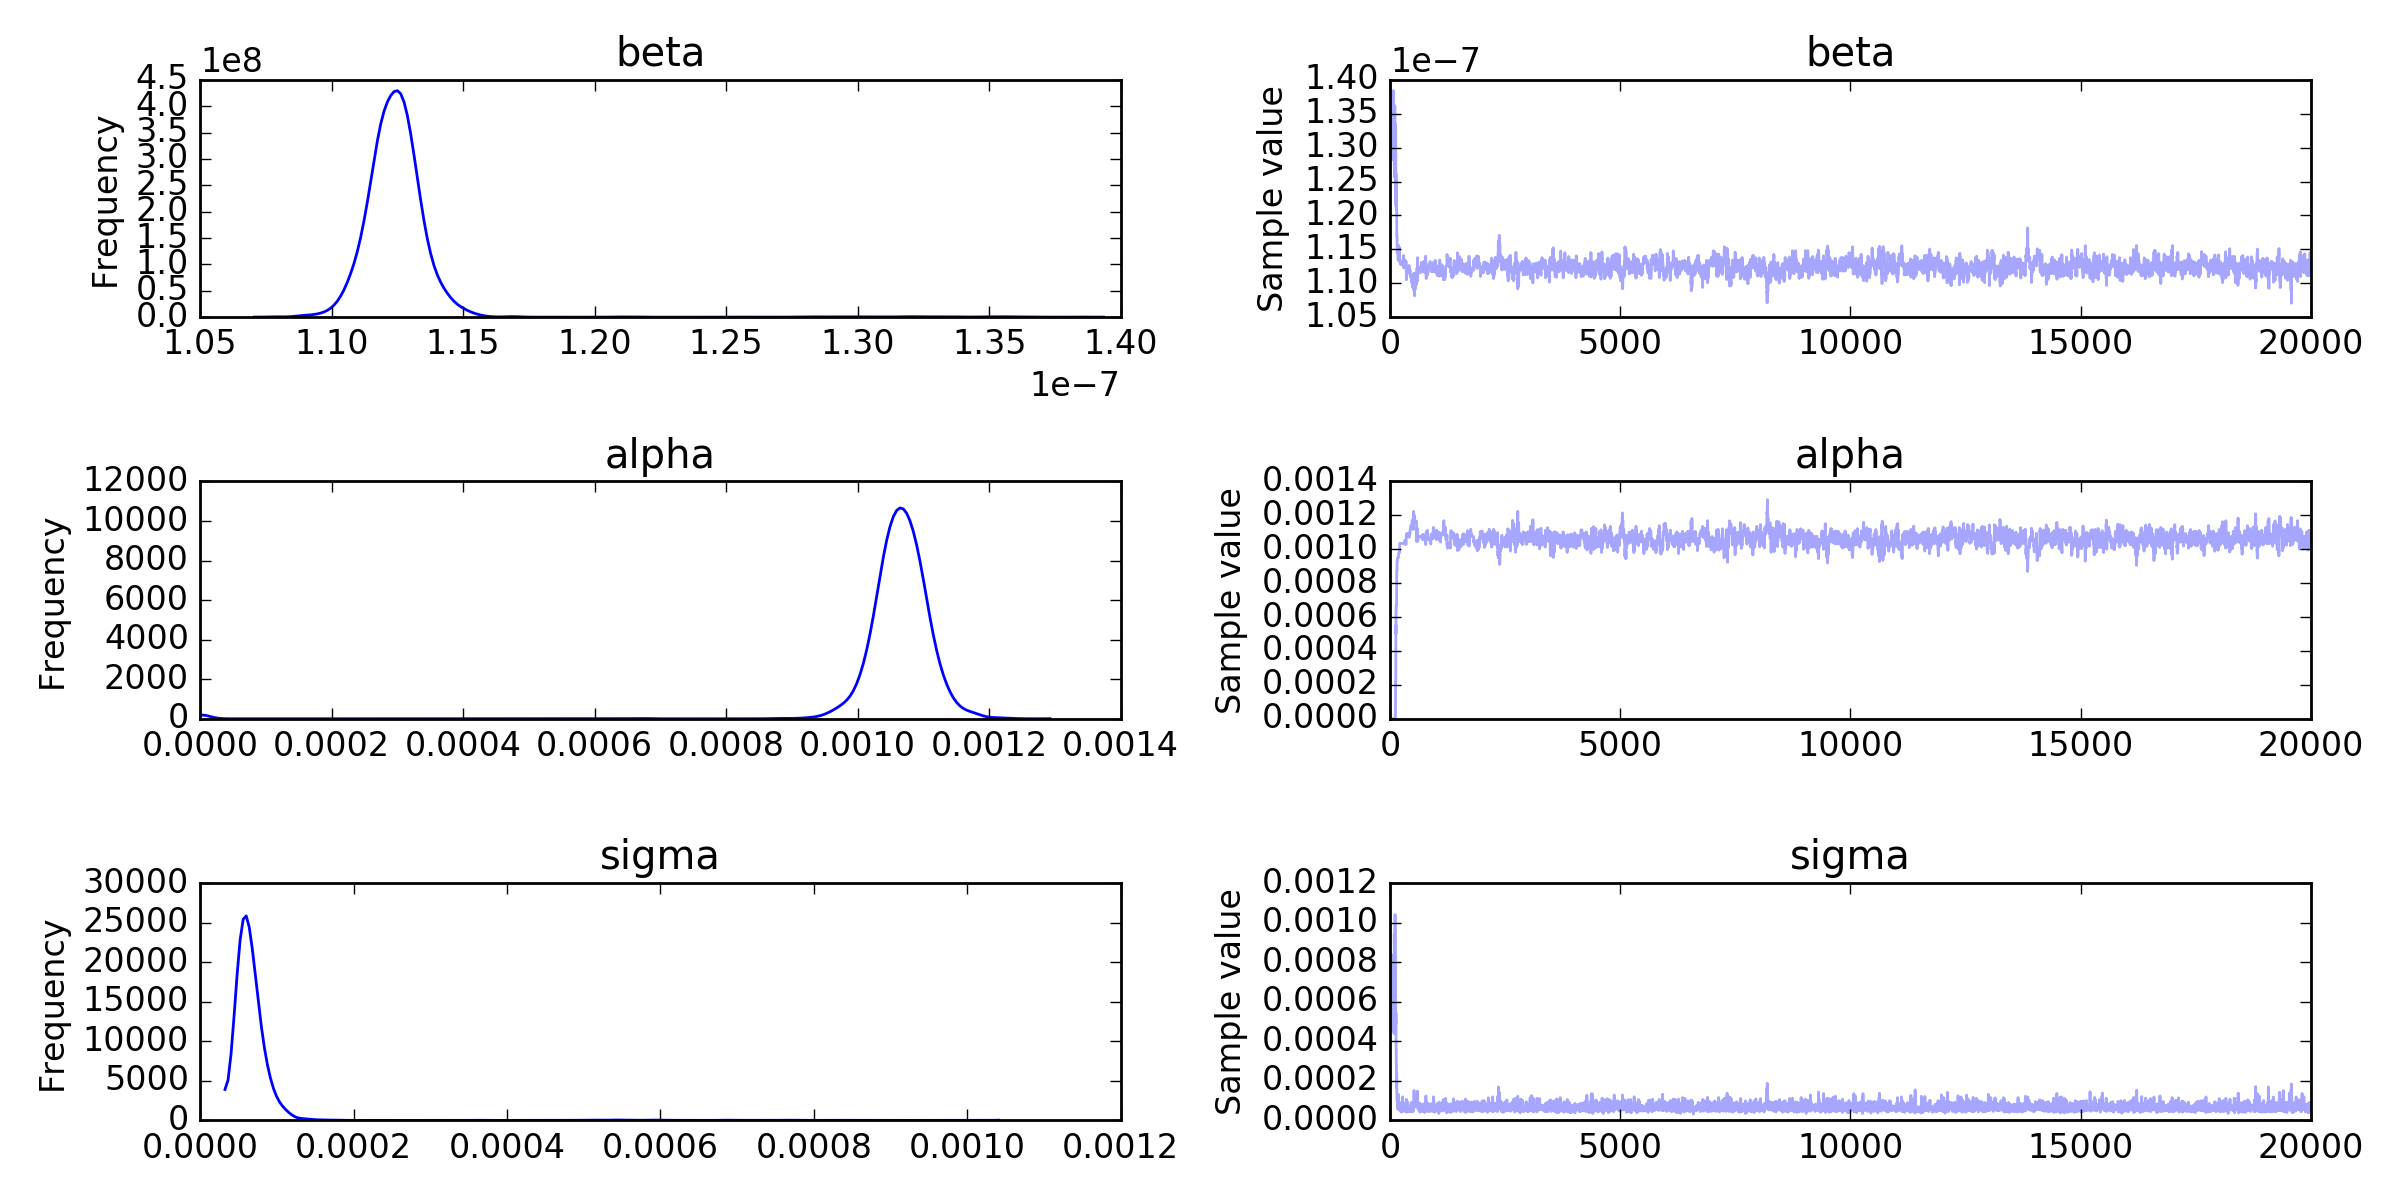 beta
1e8
Frequency
4.5
4.0
3.5
3.0
2.5
2.0
1.5
1.0
0.5
0.0
1.05 1.10 1.15 1.20 1.25 1.30 1.35 1.40
1e−7
beta
1e−7
Sample value
1.40
1.35
1.30
1.25
1.20
1.15
1.10
1.05
0 5000 10000 15000 20000
alpha
Frequency
12000
10000
8000
6000
4000
2000
0
0.0000 0.0002 0.0004 0.0006 0.0008 0.0010 0.0012 0.0014
alpha
Sample value
0.0014
0.0012
0.0010
0.0008
0.0006
0.0004
0.0002
0.0000
0 5000 10000 15000 20000
sigma
Frequency
30000
25000
20000
15000
10000
5000
0
0.0000 0.0002 0.0004 0.0006 0.0008 0.0010 0.0012
sigma
Sample value
0.0012
0.0010
0.0008
0.0006
0.0004
0.0002
0.0000
0 5000 10000 15000 20000